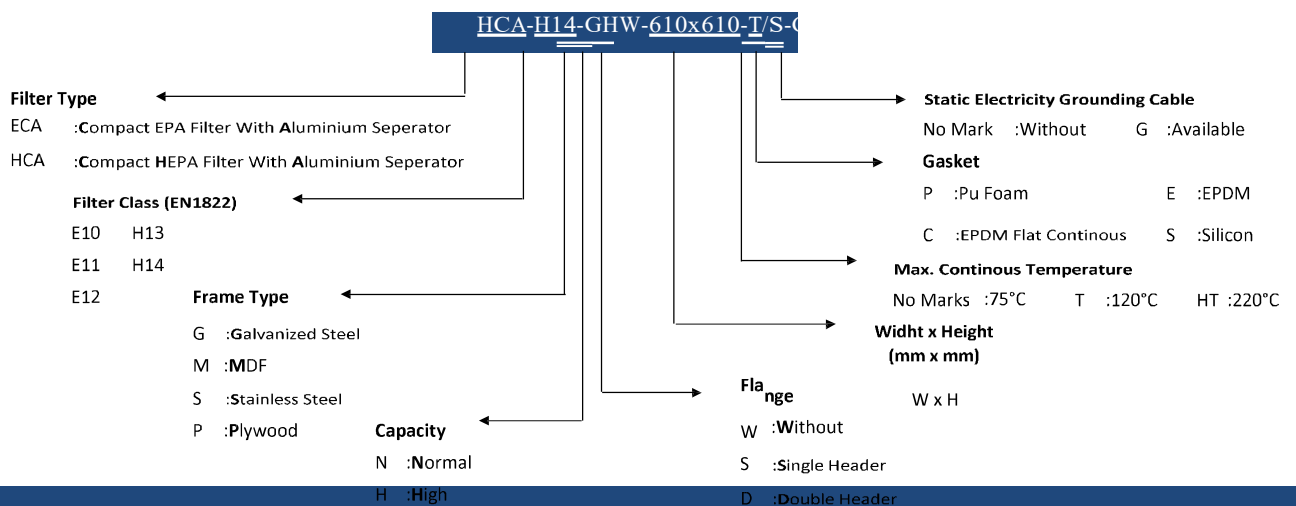 HCA-H14-GHW-610x610-T/S-G
Filter Type
ECA :Compact EPA Filter With Aluminium Seperator
HCA :Compact HEPA Filter With Aluminium Seperator
Filter Class (EN1822)
E10 H13
E11 H14
E12
Frame Type
G :Galvanized Steel
M :MDF
S :Stainless Steel
P :Plywood
Capacity
N :Normal
H :High
Flange
W :Without
S :Single Header
D :Double Header
Widht x Height
(mm x mm)
W x H
Max. Continous Temperature
No Marks :75°C T :120°C HT :220°C
Gasket
P :Pu Foam E :EPDM
C :EPDM Flat Continous S :Silicon
Static Electricity Grounding Cable
No Mark :Without G :Available